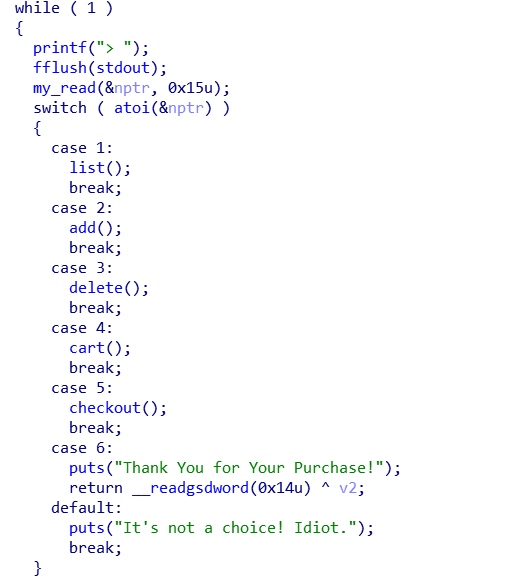 while ( 1 )
{
printf("> ");
fflush(stdout);
my_read(&nptr, 0x15u);
switch ( atoi(&nptr) )
{
case 1:
list();
break;
case 2:
add();
break;
case 3:
delete();
break;
case 4:
cart();
break;
case 5:
checkout();
break;
case 6:
puts("Thank You for Your Purchase!");
return __readgsdword(0x14u) ^ v2;
default:
puts("It's not a choice! Idiot.");
break;
}